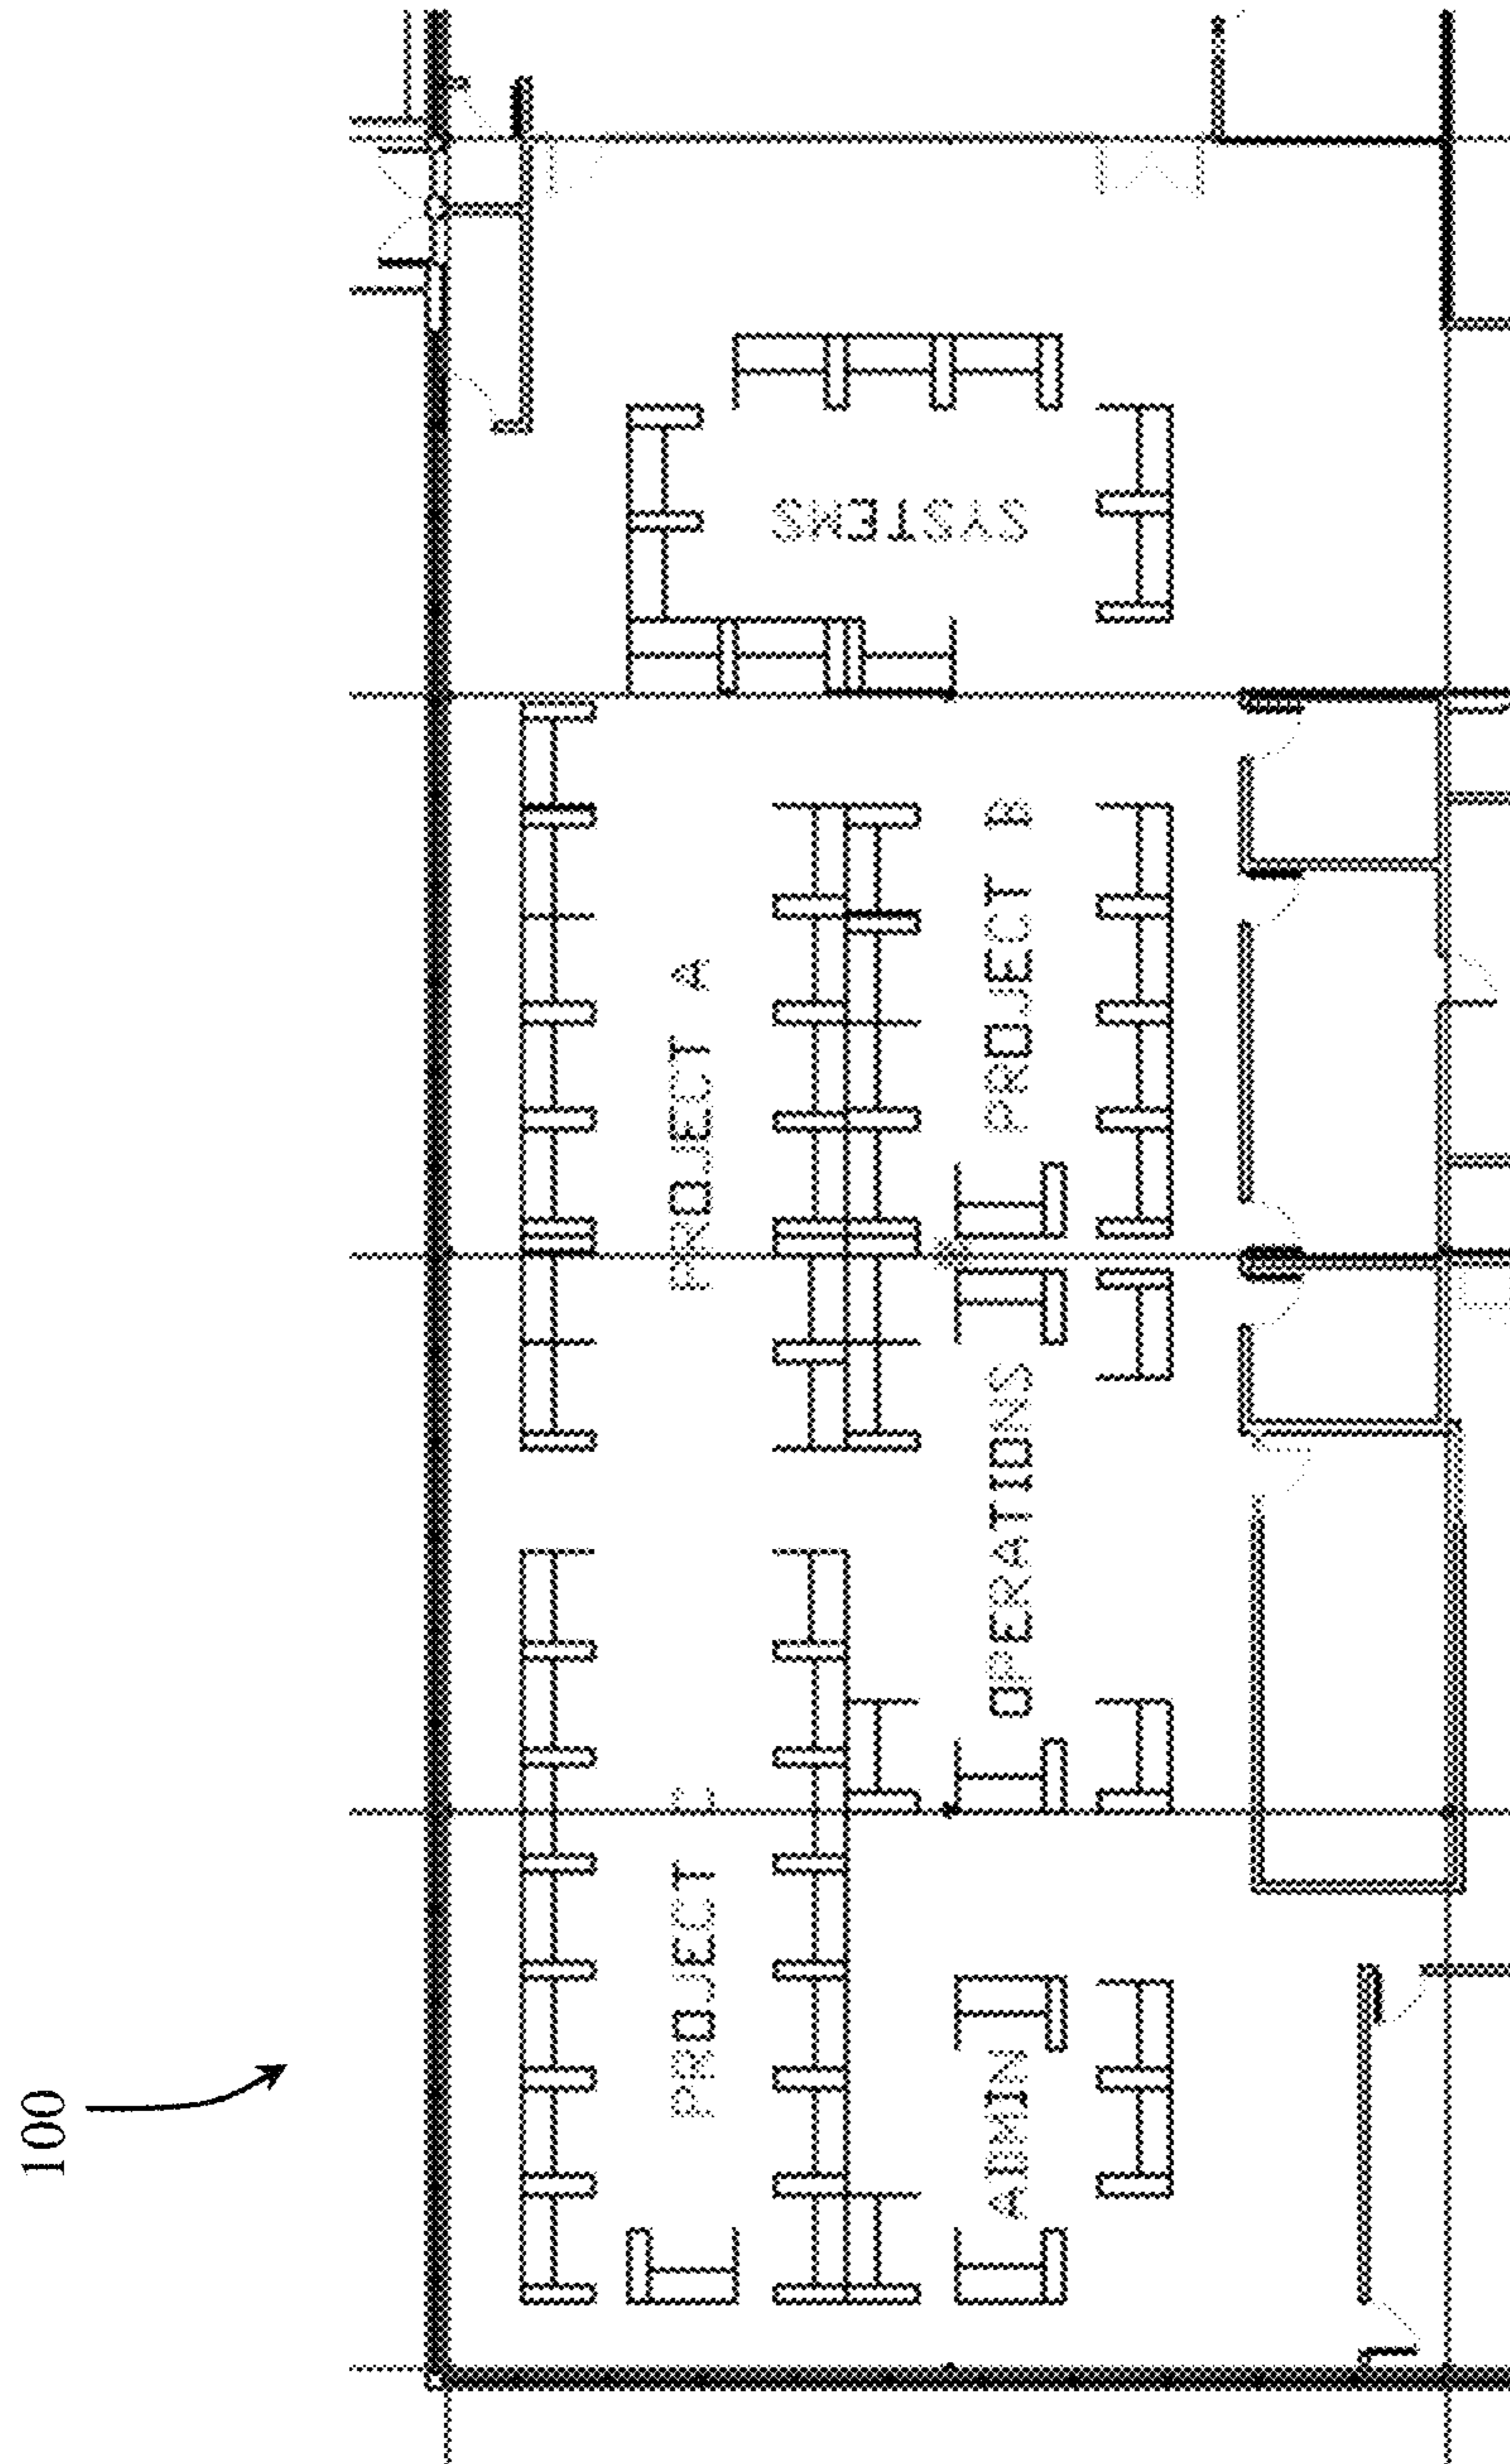 100
SYSTEMS
PROJECT A
PROJECT B
OPERATIONS
PROJECT
ADMIN